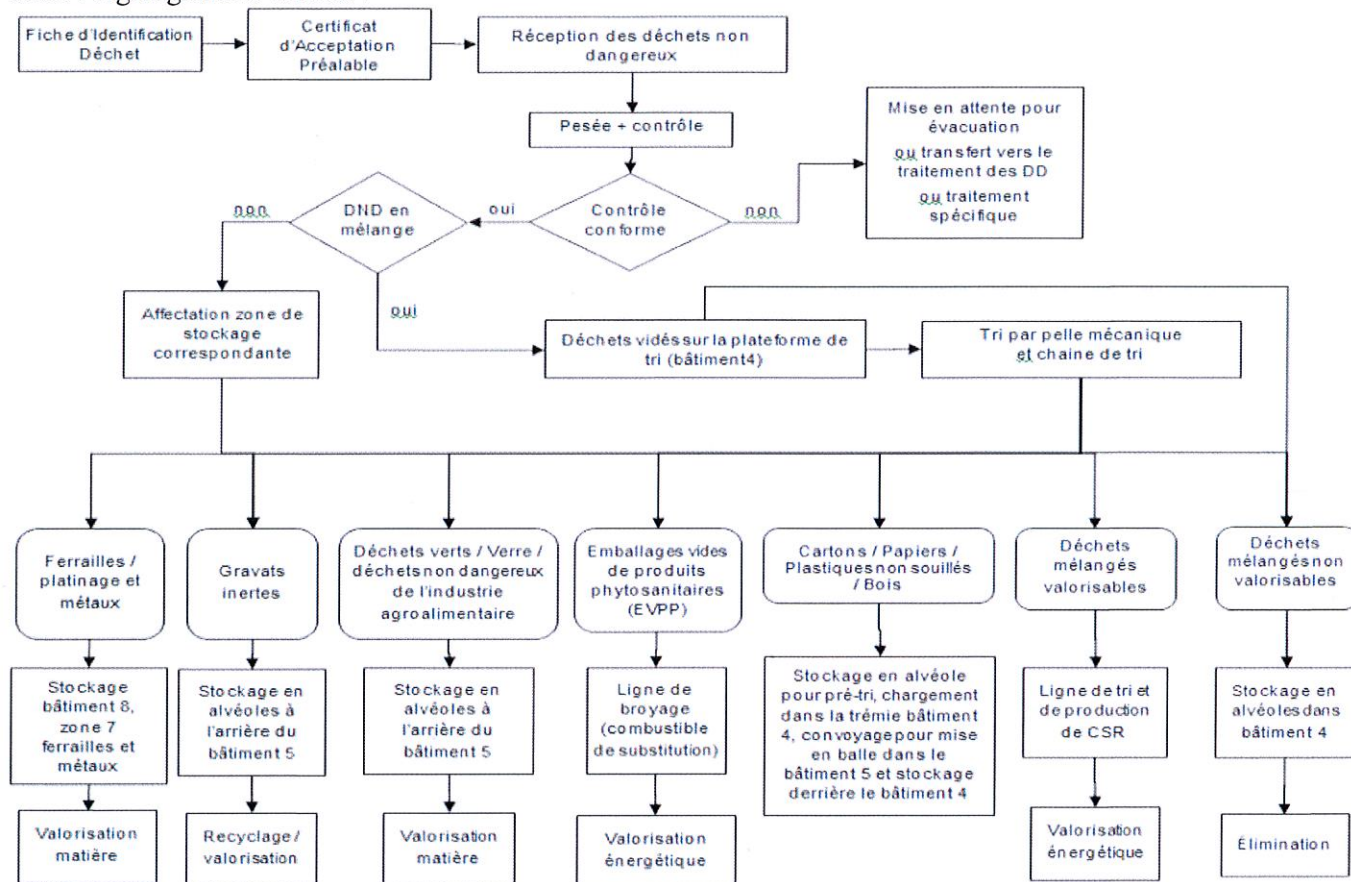 Fiche d'Identification
Déchet
Certificat
d'Acceptation
Préalable
Réception des déchets non
dangereux
Pesée + contrôle
Mise en attente pour
évacuation
ou transfert vers le
traitement des DD
ou traitement
spécifique
non
DND en
mélange
oui
Contrôle
conforme
non
Affectation zone de
stockage
correspondante
oui
Déchets vidés sur la plateforme de
tri (bâtiment4)
Tri par pelle mécanique
et chaine de tri
Ferrailles /
platinage et
métaux
Gravats
inertes
Déchets verts / Verre /
déchets non dangereux
de l'industrie
agroalimentaire
Emballages vides
de produits
phytosanitaires
(EVPP)
Cartons / Papiers /
Plastiques non souillés
/ Bois
Déchets
mélangés
valorisables
Déchets
mélangés non
valorisables
Stockage
bâtiment 8,
zone 7
ferrailles et
métaux
Stockage en
alvéoles à
l'arrière du
bâtiment 5
Stockage en
alvéoles à
l'arrière du
bâtiment 5
Ligne de
broyage
(combustible
de substitution)
Stockage en alvéole
pour pré-tri, chargement
dans la trémie bâtiment
4, convoyage pour mise
en balle dans le
bâtiment 5 et stockage
derrière le bâtiment 4
Ligne de tri et
de production
de CSR
Stockage en
alvéoles dans
bâtiment 4
Valorisation
matière
Recyclage /
valorisation
Valorisation
matière
Valorisation
énergétique
Valorisation
énergétique
Élimination